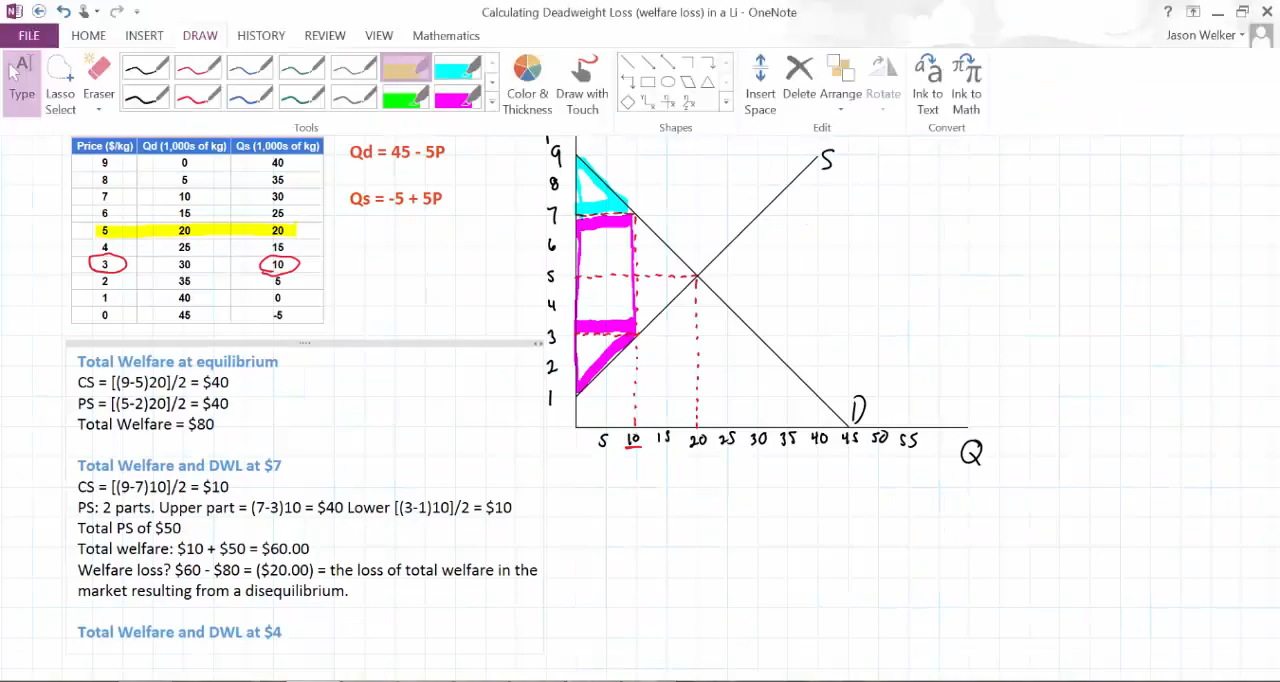 Calculating Deadweight Loss (welfare loss) in a Li - OneNote
FILE HOME INSERT DRAW HISTORY REVIEW VIEW Mathematics
Jason Welker
Type Lasso Select Eraser
Color & Thickness Draw with Touch
Insert Space Delete Arrange Rotate
Ink to Text Ink to Math
Tools Shapes Edit Convert
Price ($/kg) Qd (1,000s of kg) Qs (1,000s of kg)
9 0 40
8 5 35
7 10 30
6 15 25
5 20 20
4 25 15
3 30 10
2 35 5
1 40 0
0 45 -5
Qd = 45 - 5P
Qs = -5 + 5P
Total Welfare at equilibrium
CS = [(9-5)20]/2 = $40
PS = [(5-2)20]/2 = $40
Total Welfare = $80
Total Welfare and DWL at $7
CS = [(9-7)10]/2 = $10
PS: 2 parts. Upper part = (7-3)10 = $40 Lower [(3-1)10]/2 = $10
Total PS of $50
Total welfare: $10 + $50 = $60.00
Welfare loss? $60 - $80 = ($20.00) = the loss of total welfare in the
market resulting from a disequilibrium.
Total Welfare and DWL at $4
9
8
7
6
5
4
3
2
1
S
D
5 10 15 20 25 30 35 40 45 50 55
Q